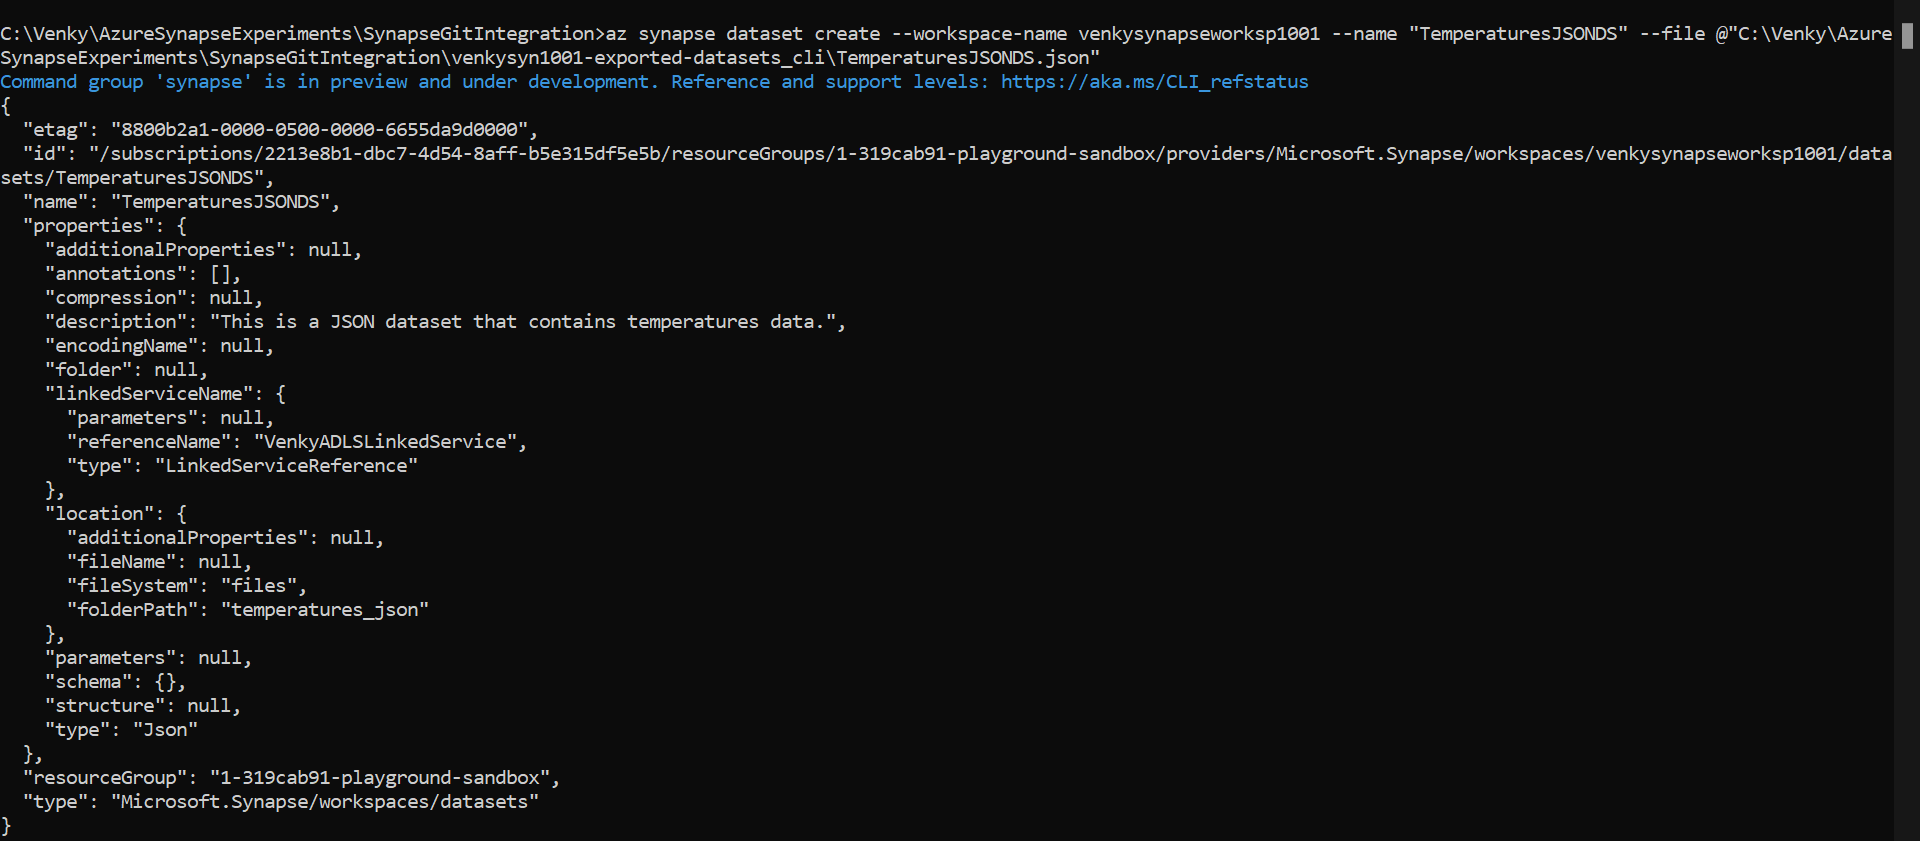 C:\Venky\AzureSynapseExperiments\SynapseGitIntegration>az synapse dataset create --workspace-name venkysynapseworksp1001 --name "TemperaturesJSONDS" --file @"C:\Venky\Azure
SynapseExperiments\SynapseGitIntegration\venkysyn1001-exported-datasets_cli\TemperaturesJSONDS.json"
Command group 'synapse' is in preview and under development. Reference and support levels: https://aka.ms/CLI_refstatus
{
  "etag": "8800b2a1-0000-0500-0000-6655da9d0000",
  "id": "/subscriptions/2213e8b1-dbc7-4d54-8aff-b5e315df5e5b/resourceGroups/1-319cab91-playground-sandbox/providers/Microsoft.Synapse/workspaces/venkysynapseworksp1001/data
sets/TemperaturesJSONDS",
  "name": "TemperaturesJSONDS",
  "properties": {
    "additionalProperties": null,
    "annotations": [],
    "compression": null,
    "description": "This is a JSON dataset that contains temperatures data.",
    "encodingName": null,
    "folder": null,
    "linkedServiceName": {
      "parameters": null,
      "referenceName": "VenkyADLSLinkedService",
      "type": "LinkedServiceReference"
    },
    "location": {
      "additionalProperties": null,
      "fileName": null,
      "fileSystem": "files",
      "folderPath": "temperatures_json"
    },
    "parameters": null,
    "schema": {},
    "structure": null,
    "type": "Json"
  },
  "resourceGroup": "1-319cab91-playground-sandbox",
  "type": "Microsoft.Synapse/workspaces/datasets"
}